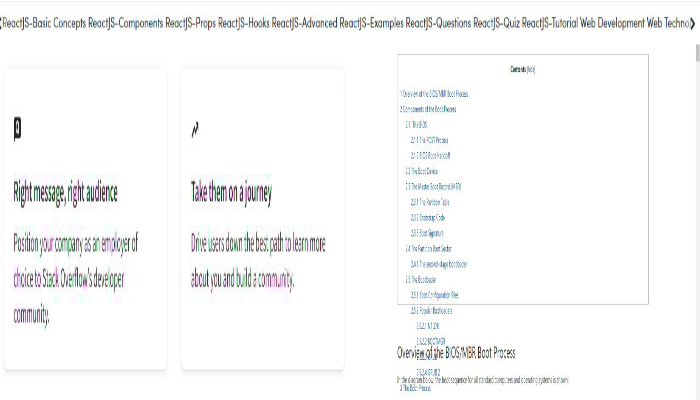 ReactJS-Basic Concepts ReactJS-Components ReactJS-Props ReactJS-Hooks ReactJS-Advanced ReactJS-Examples ReactJS-Questions ReactJS-Quiz ReactJS-Tutorial Web Development Web Techno
Right message, right audience
Position your company as an employer of
choice to Stack Overflow's developer
community.
Take them on a journey
Drive users down the best path to learn more
about you and build a community.
Contents [hide]
1 Overview of the BIOS/MBR Boot Process
2 Components of the Boot Process
2.1 The BIOS
2.1.1 The POST Process
2.1.2 BIOS Boot Handoff
2.2 The Boot Device
2.3 The Master Boot Record (MBR)
2.3.1 The Partition Table
2.3.2 Bootstrap Code
2.3.3 Boot Signature
2.4 The Partition Boot Sector
2.4.1 The second-stage bootloader
2.5 The Bootloader
2.5.1 Boot Configuration Files
2.5.2 Popular Bootloaders
2.5.2.1 NTLDR
2.5.2.2 BOOTMGR
Overview of the BIOS/MBR Boot Process
2.5.2.4 GRUB 2
In the diagram below, the boot sequence for all standard computers and operating systems is shown:
3 The Boot Process